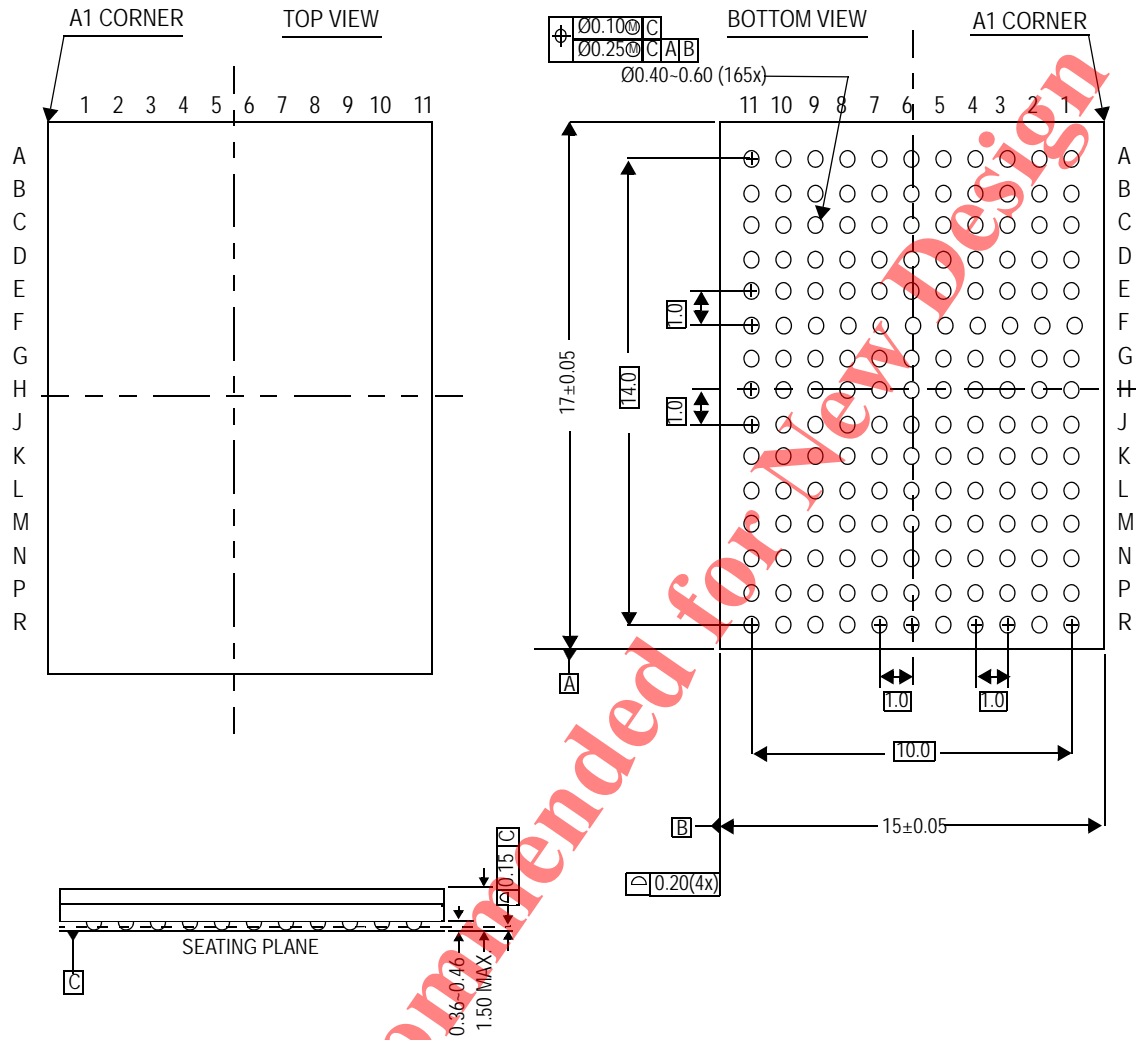 A1 CORNER
TOP VIEW
1 2 3 4 5 6 7 8 9 10 11
A
B
C
D
E
F
G
H
J
K
L
M
N
P
R
Ø0.10Ⓜ C
Ø0.25Ⓜ C A B
Ø0.40~0.60 (165x)
BOTTOM VIEW
A1 CORNER
11 10 9 8 7 6 5 4 3 2 1
A
B
C
D
E
F
G
H
J
K
L
M
N
P
R
1.0
1.0
14.0
17±0.05
A
1.0
1.0
10.0
B
15±0.05
0.20(4x)
0.15 C
SEATING PLANE
C
0.36~0.46
1.50 MAX.
ommended for New Design